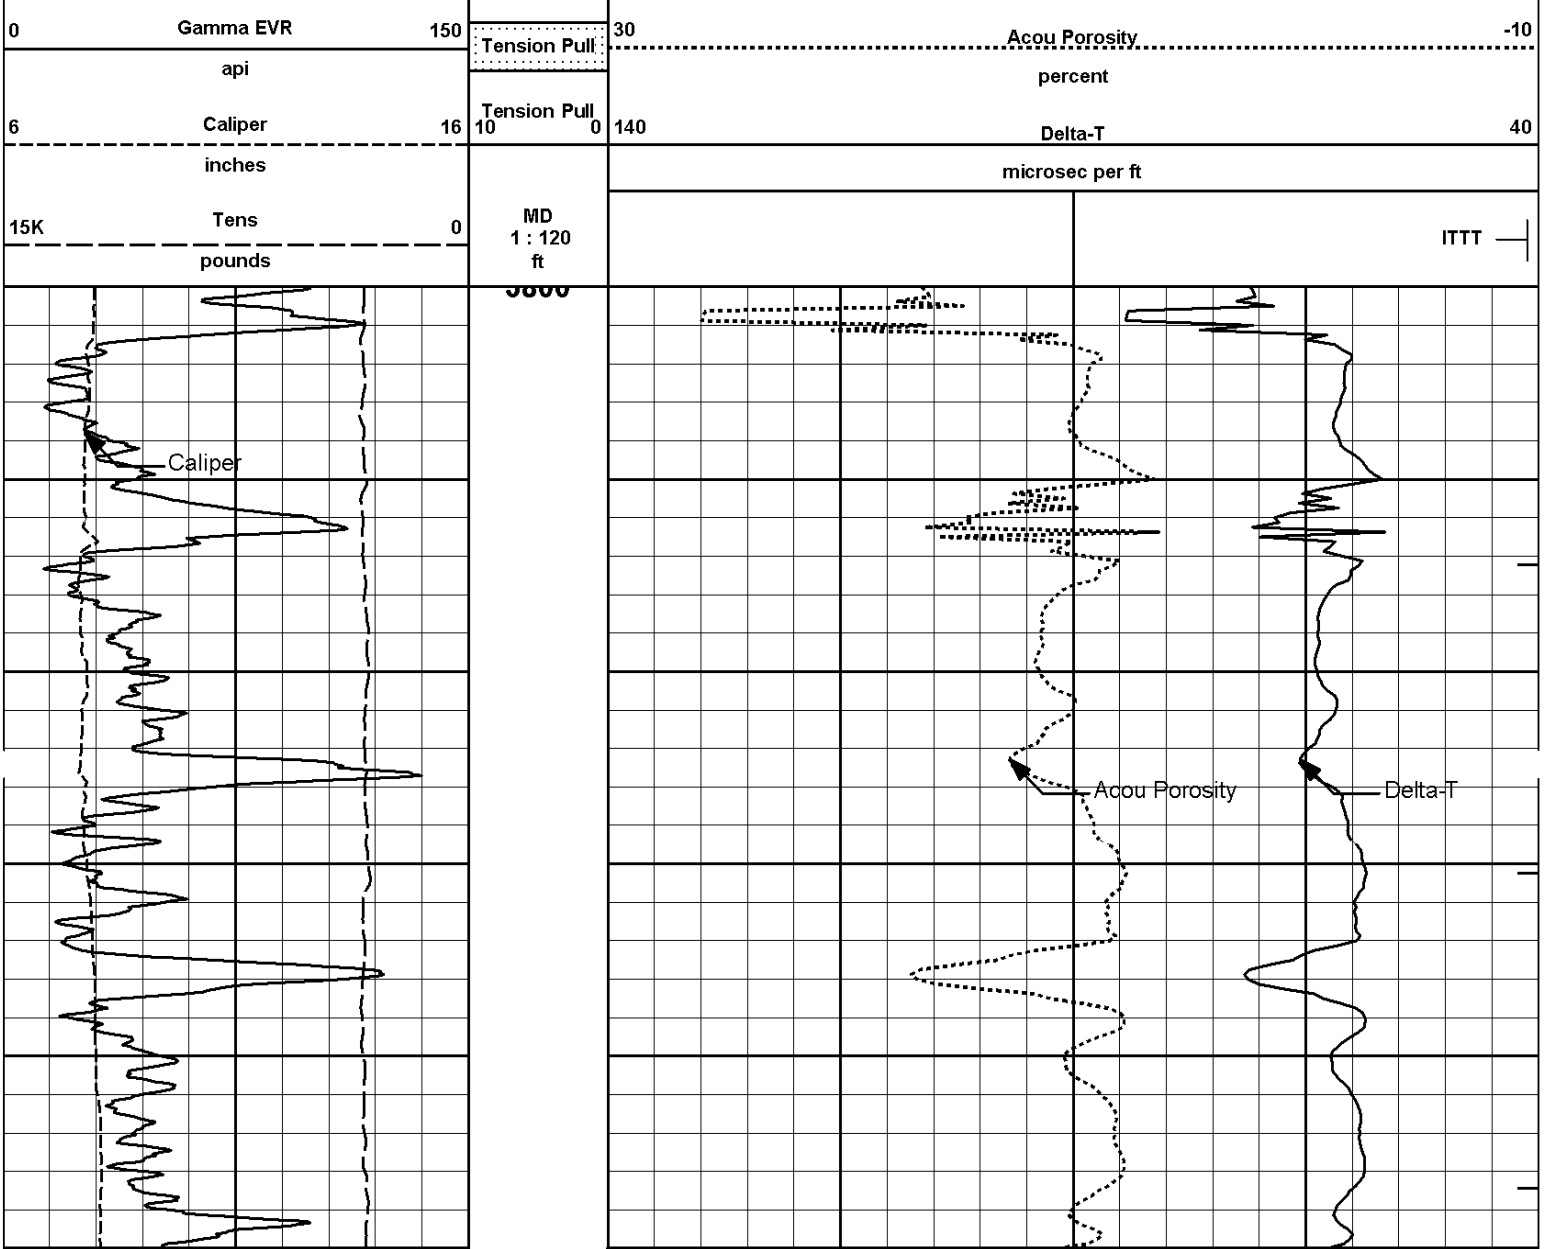 0 Gamma EVR 150
api
6 Caliper 16
inches
15K Tens 0
pounds
Tension Pull
Tension Pull
10 0
MD
1 : 120
ft
30 Acou Porosity -10
percent
140 Delta-T 40
microsec per ft
ITTT
Caliper
Acou Porosity
Delta-T